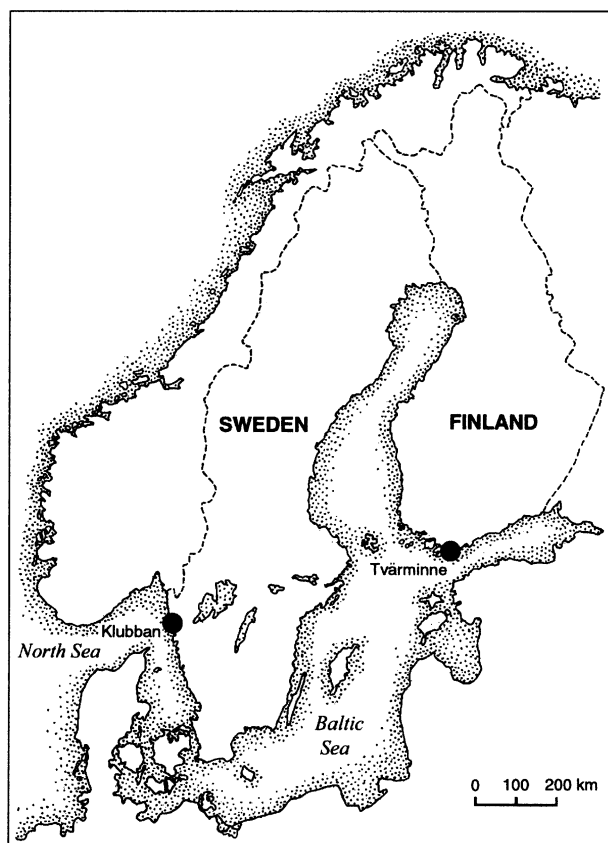 SWEDEN
FINLAND
Tvärminne
Klubban
North Sea
Baltic
Sea
0 100 200 km